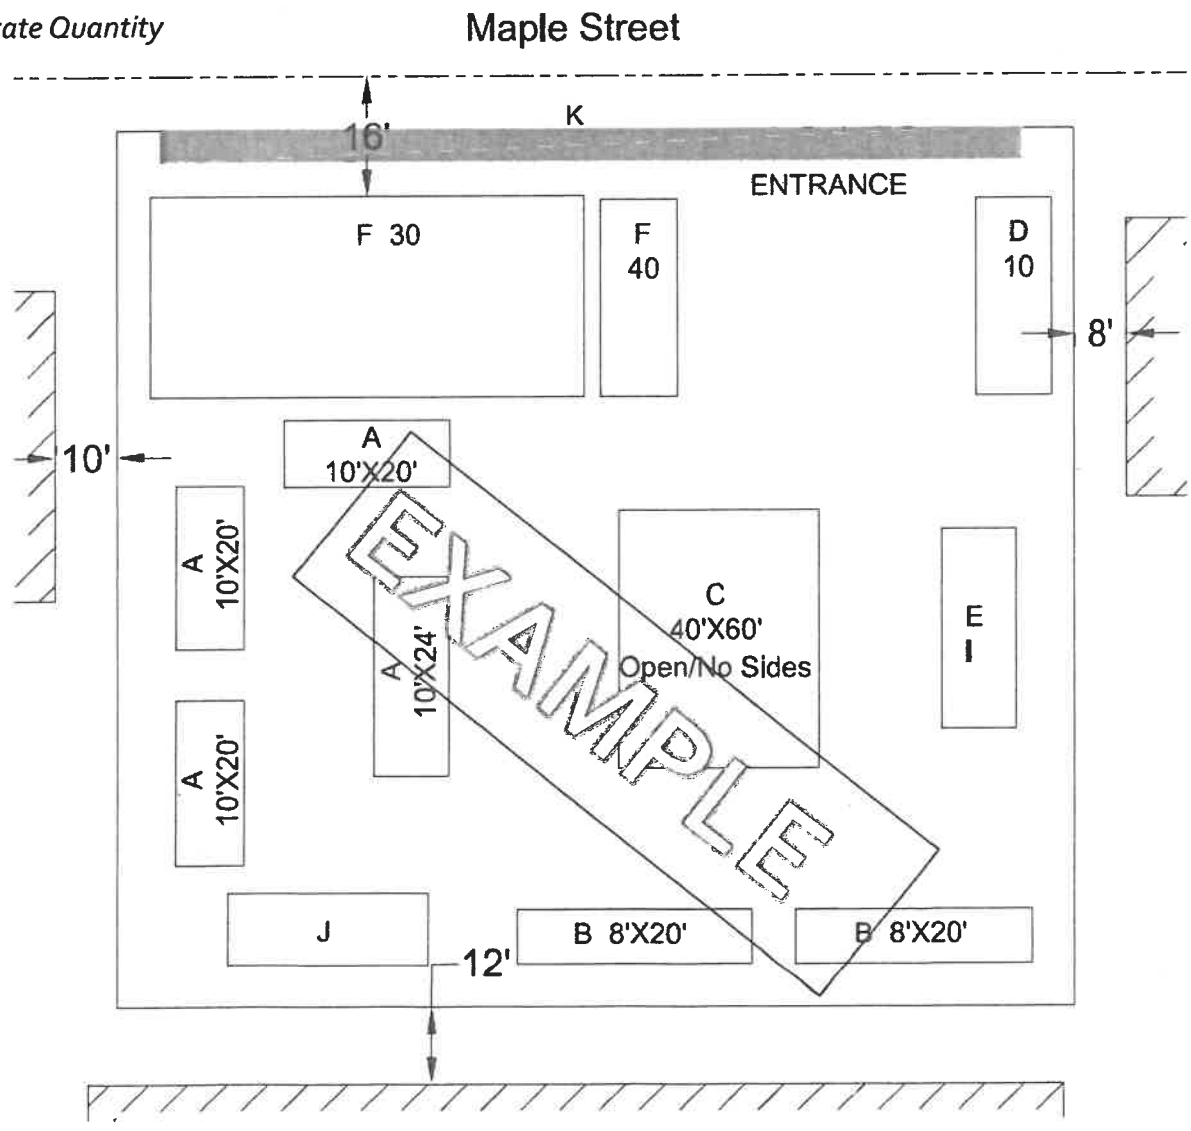 Quantity
Maple Street
K
16'
ENTRANCE
F 30
F
40
D
10
8'
10'
A
10'X20'
A
10'X20'
EXAMPLE
C
40'X60'
Open/No Sides
E
I
A
10'X24'
A
10'X20'
J
B 8'X20'
B 8'X20'
12'